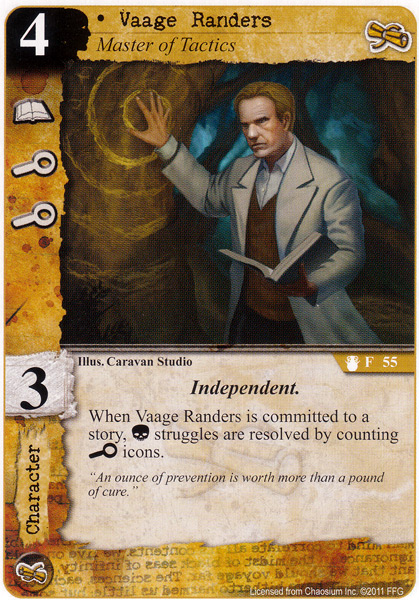 4
• Vaage Randers
Master of Tactics
Illus. Caravan Studio
F 55
3
Independent.
When Vaage Randers is committed to a
story, struggles are resolved by counting
icons.
“An ounce of prevention is worth more than a pound
of cure.”
Character
Licensed from Chaosium Inc. ©2011 FFG